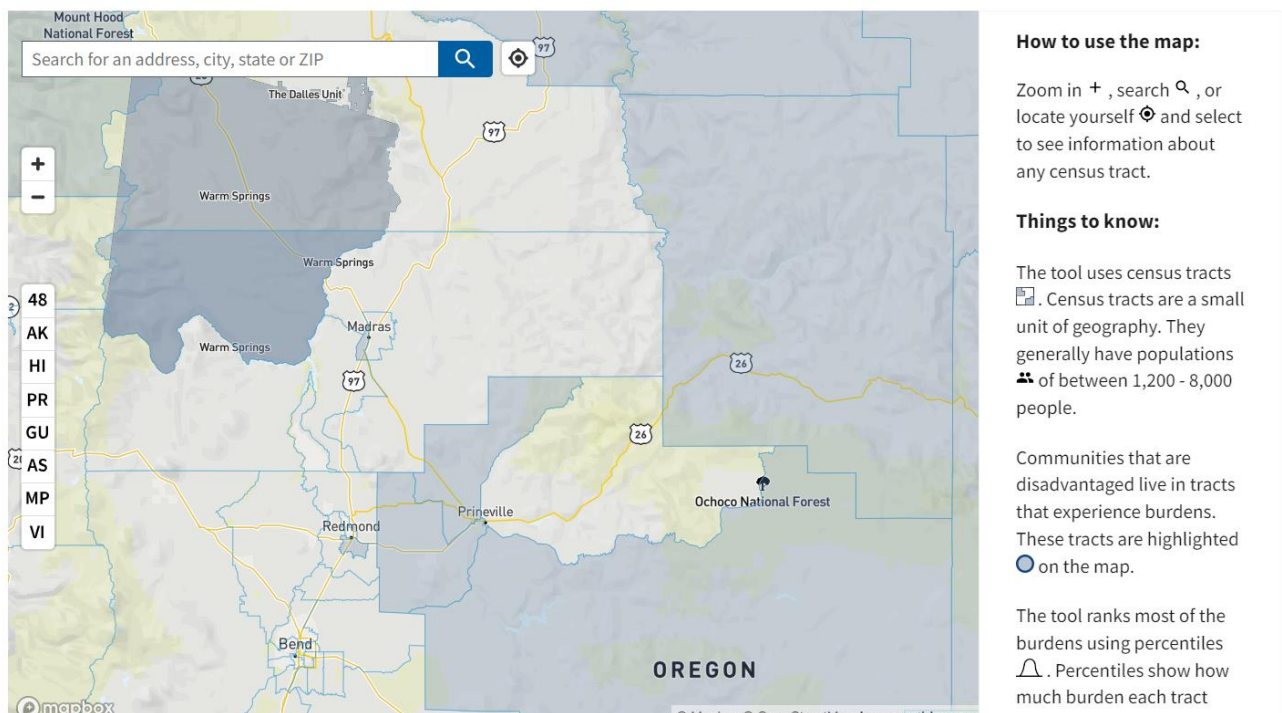 Mount Hood
National Forest
Search for an address, city, state or ZIP
97
The Dalles Unit
97
+
−
Warm Springs
Warm Springs
48
AK
HI
PR
GU
AS
MP
VI
Madras
Warm Springs
97
26
26
Ochoco National Forest
Prineville
Redmond
Bend
OREGON
mapbox
How to use the map:
Zoom in + , search , or
locate yourself and select
to see information about
any census tract.
Things to know:
The tool uses census tracts
. Census tracts are a small
unit of geography. They
generally have populations
of between 1,200 - 8,000
people.
Communities that are
disadvantaged live in tracts
that experience burdens.
These tracts are highlighted
on the map.
The tool ranks most of the
burdens using percentiles
. Percentiles show how
much burden each tract